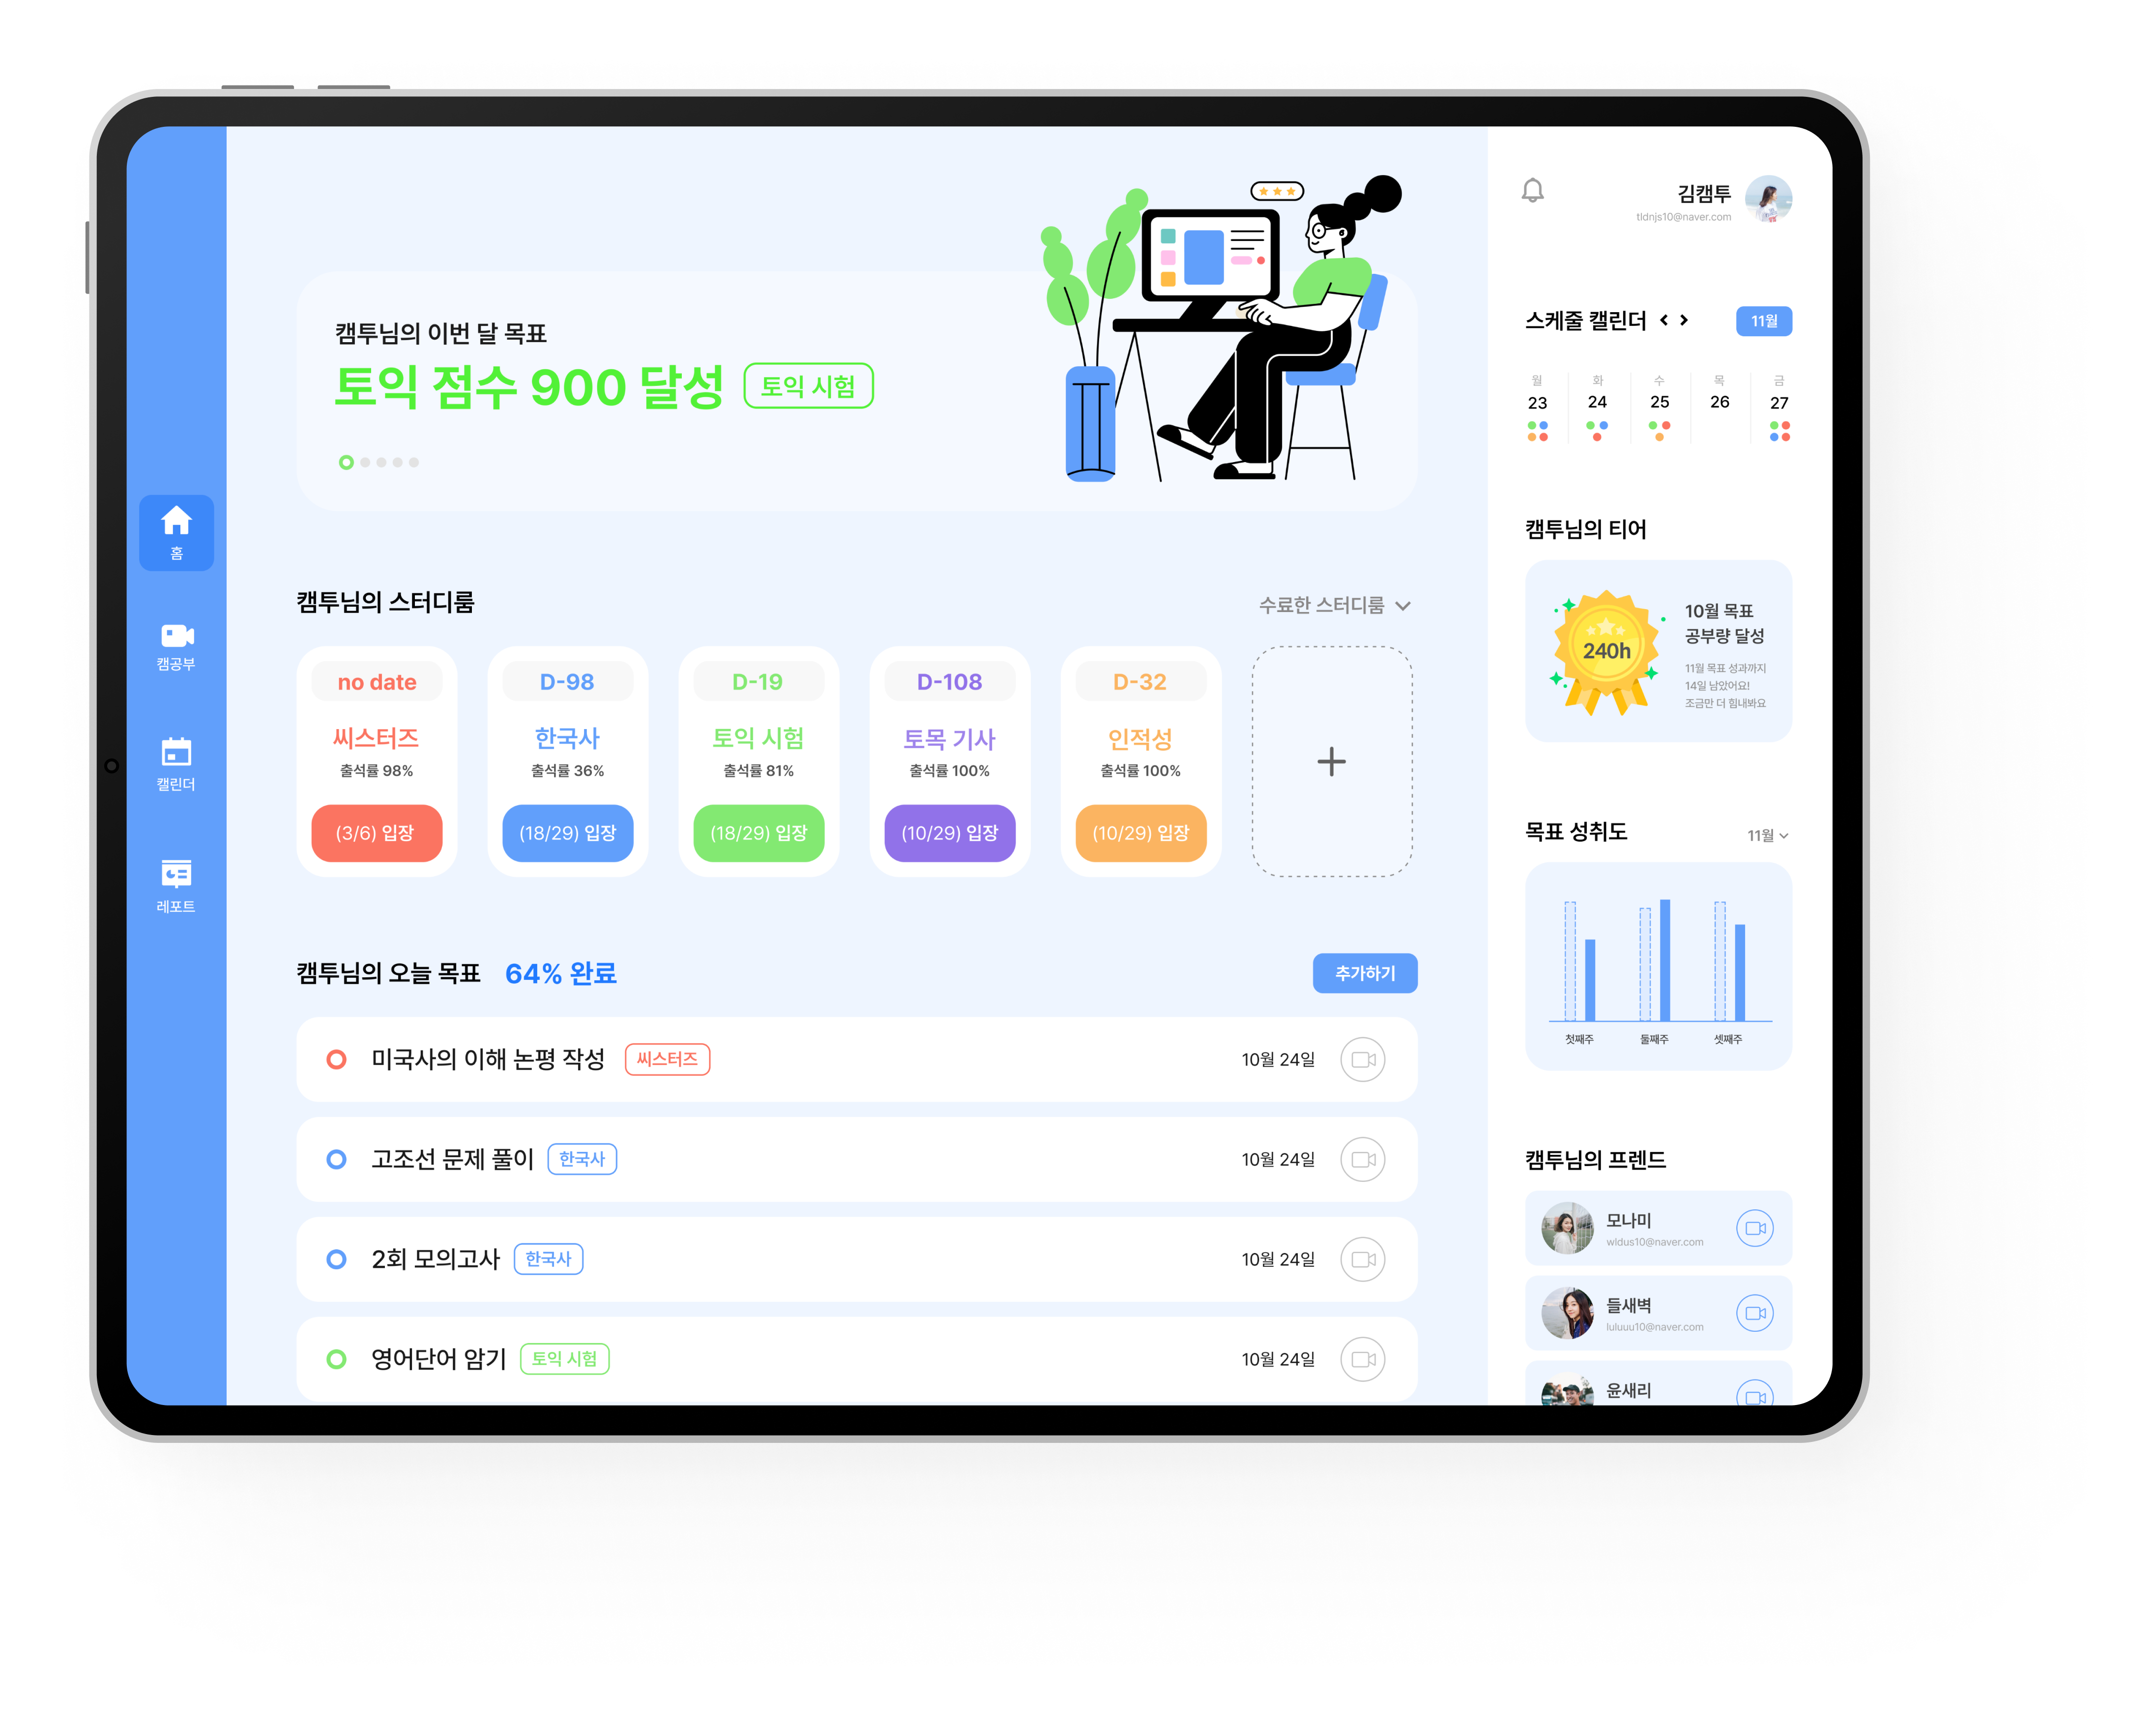 홈
캠공부
캘린더
레포트
캠투님의 이번 달 목표
토익 점수 900 달성 토익 시험
캠투님의 스터디룸 수료한 스터디룸
no date D-98 D-19 D-108 D-32
씨스터즈 한국사 토익 시험 토목 기사 인적성
출석률 98% 출석률 36% 출석률 81% 출석률 100% 출석률 100%
(3/6) 입장 (18/29) 입장 (18/29) 입장 (10/29) 입장 (10/29) 입장
캠투님의 오늘 목표 64% 완료 추가하기
미국사의 이해 논평 작성 씨스터즈 10월 24일
고조선 문제 풀이 한국사 10월 24일
2회 모의고사 한국사 10월 24일
영어단어 암기 토익 시험 10월 24일
김캠투
tldnjs10@naver.com
스케줄 캘린더 11월
월 화 수 목 금
23 24 25 26 27
캠투님의 티어
240h
10월 목표
공부량 달성
11월 목표 성과까지
14일 남았어요!
조금만 더 힘내봐요
목표 성취도 11월
첫째주 둘째주 셋째주
캠투님의 프렌드
모나미
wldus10@naver.com
들새벽
luluuu10@naver.com
윤새리